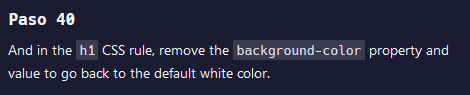 Paso 40
And in the h1 CSS rule, remove the background-color property and
value to go back to the default white color.